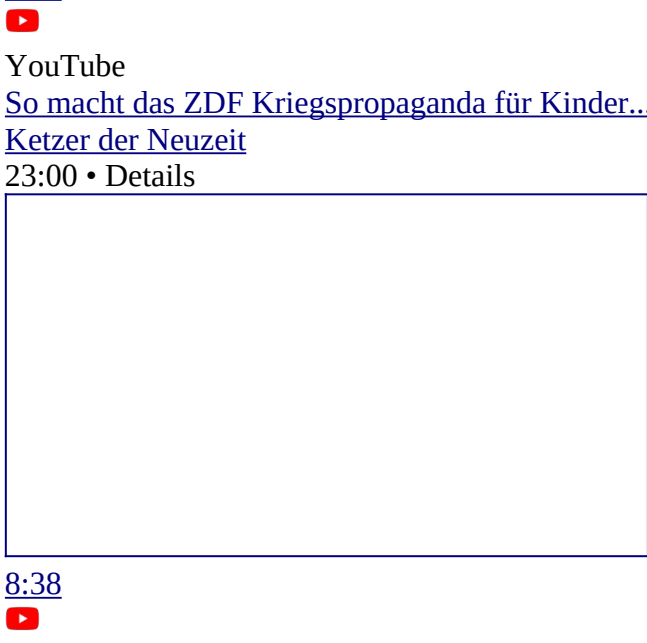 YouTube
So macht das ZDF Kriegspropaganda für Kinder...
Ketzer der Neuzeit
23:00 • Details
8:38